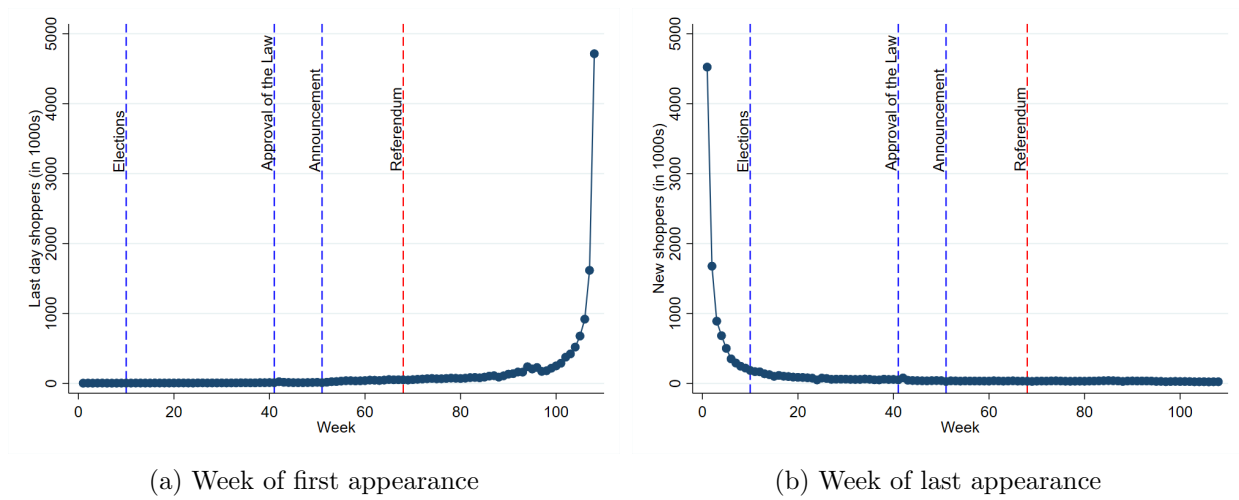 Last day shoppers (in 1000s)
0
1000
2000
3000
4000
5000
Elections
Approval of the Law
Announcement
Referendum
0
20
40
60
80
100
Week
(a) Week of first appearance
New shoppers (in 1000s)
0
1000
2000
3000
4000
5000
Elections
Approval of the Law
Announcement
Referendum
0
20
40
60
80
100
Week
(b) Week of last appearance